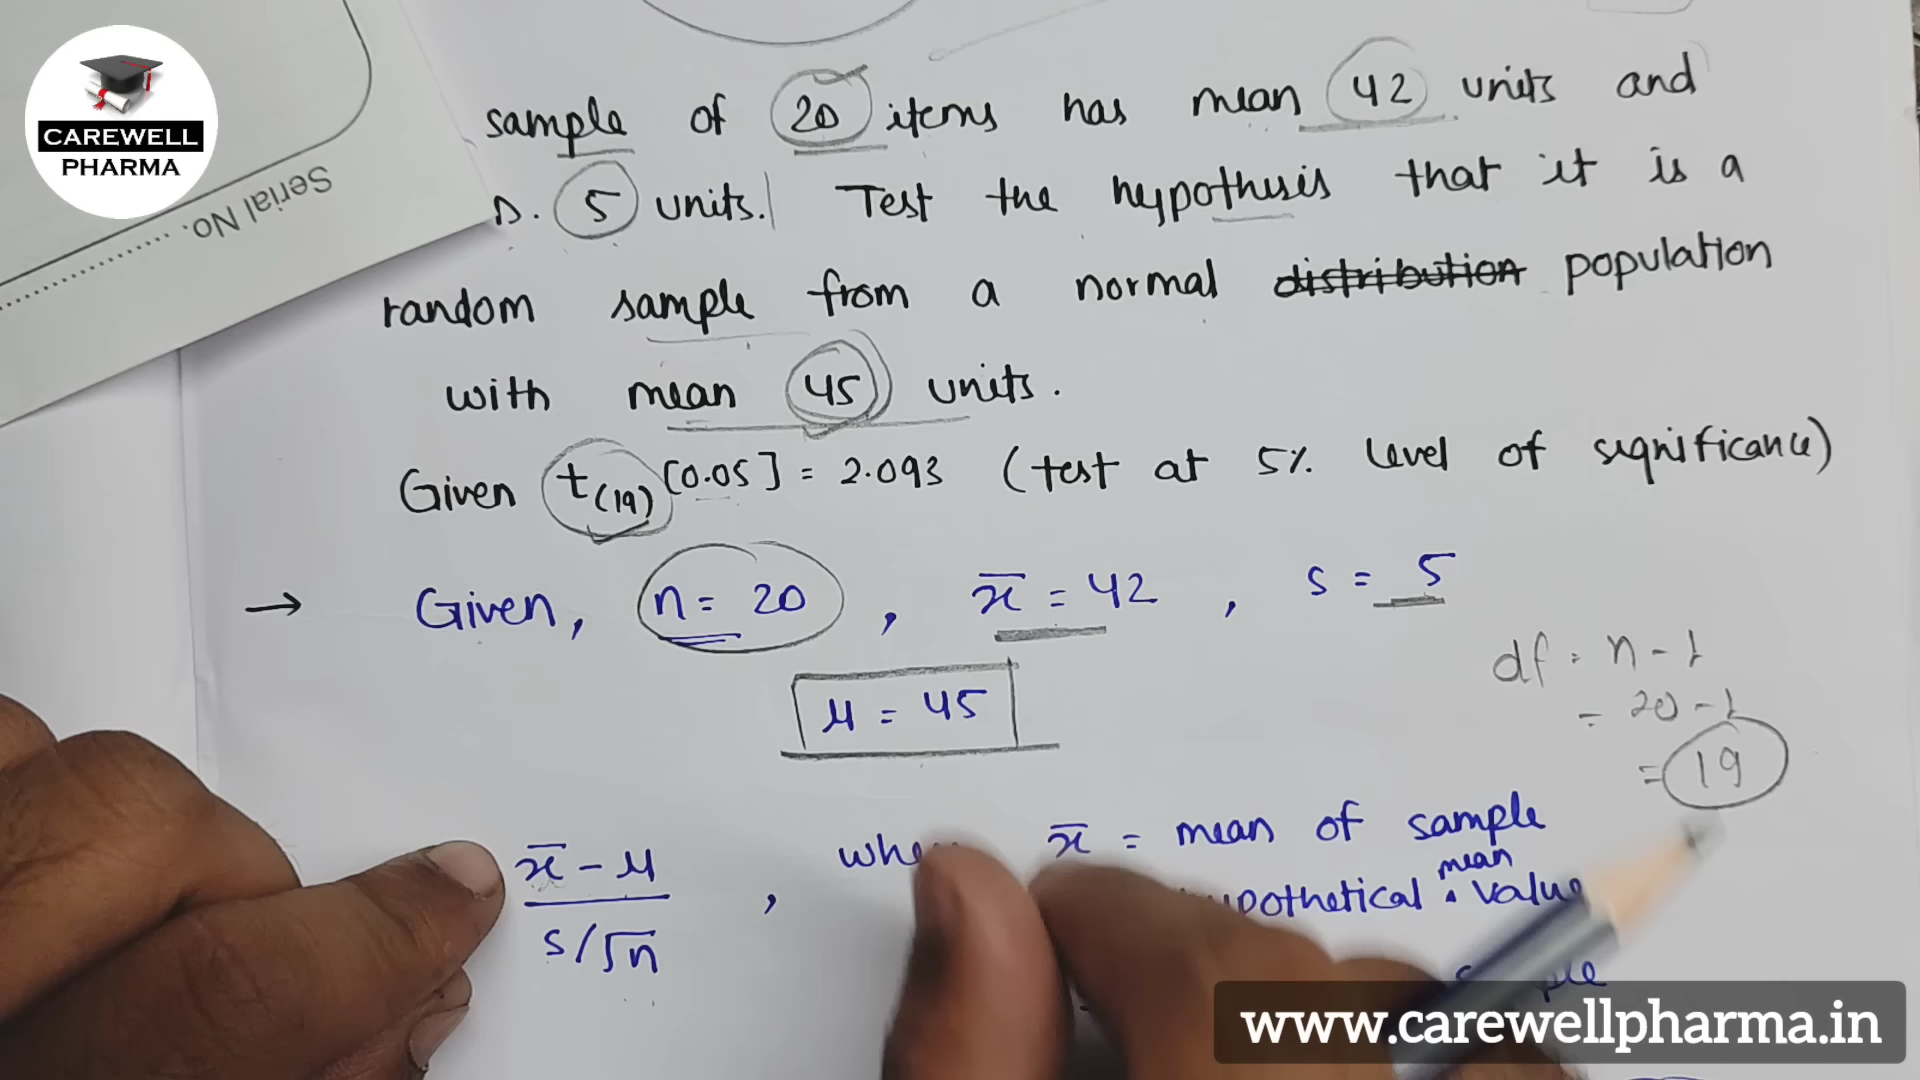 CAREWELL
PHARMA
Serial No. ....................
sample of 20 items has mean 42 units and
D. 5 units. Test the hypothesis that it is a
random sample from a normal distribution population
with mean 45 units.
Given t(19) [0.05] = 2.093 (test at 5% level of significance)
→ Given, n = 20 , x̄ = 42 , s = 5
μ = 45
df = n - 1
= 20 - 1
= 19
x̄ - μ
s/√n
, x̄ = mean of sample
hypothetical mean value
sample
www.carewellpharma.in